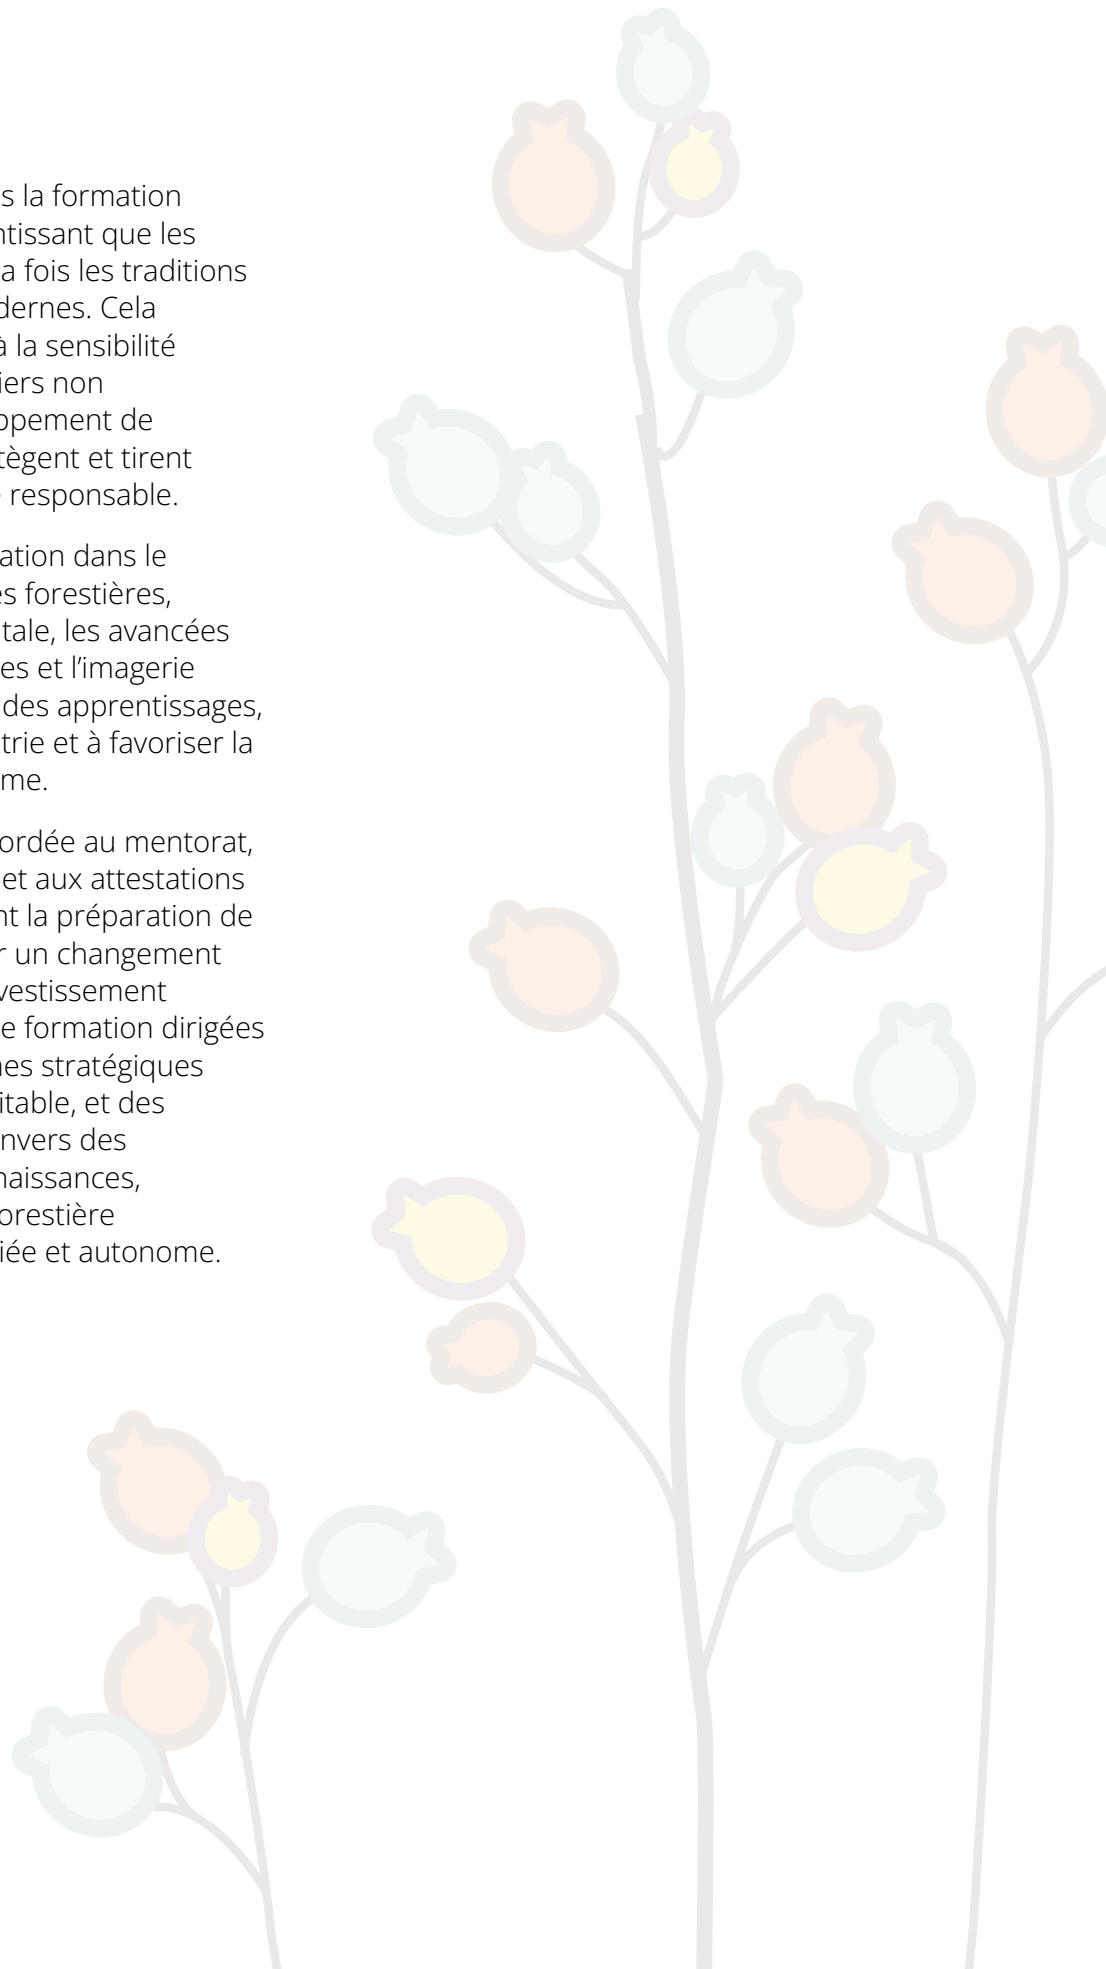 s la formation
ntissant que les
a fois les traditions
dernes. Cela
à la sensibilité
iers non
ppement de
tègent et tirent
e responsable.
ation dans le
es forestières,
tale, les avancées
es et l’imagerie
des apprentissages,
trie et à favoriser la
me.
ordée au mentorat,
et aux attestations
nt la préparation de
r un changement
vestissement
e formation dirigées
nes stratégiques
itable, et des
nvers des
naissances,
orestière
iée et autonome.